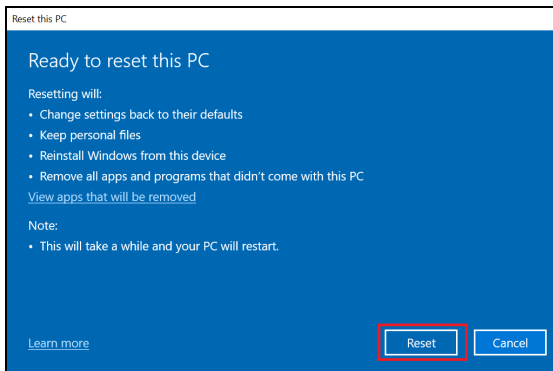 Reset this PC
Ready to reset this PC
Resetting will:
• Change settings back to their defaults
• Keep personal files
• Reinstall Windows from this device
• Remove all apps and programs that didn't come with this PC
View apps that will be removed
Note:
• This will take a while and your PC will restart.
Learn more
Reset
Cancel